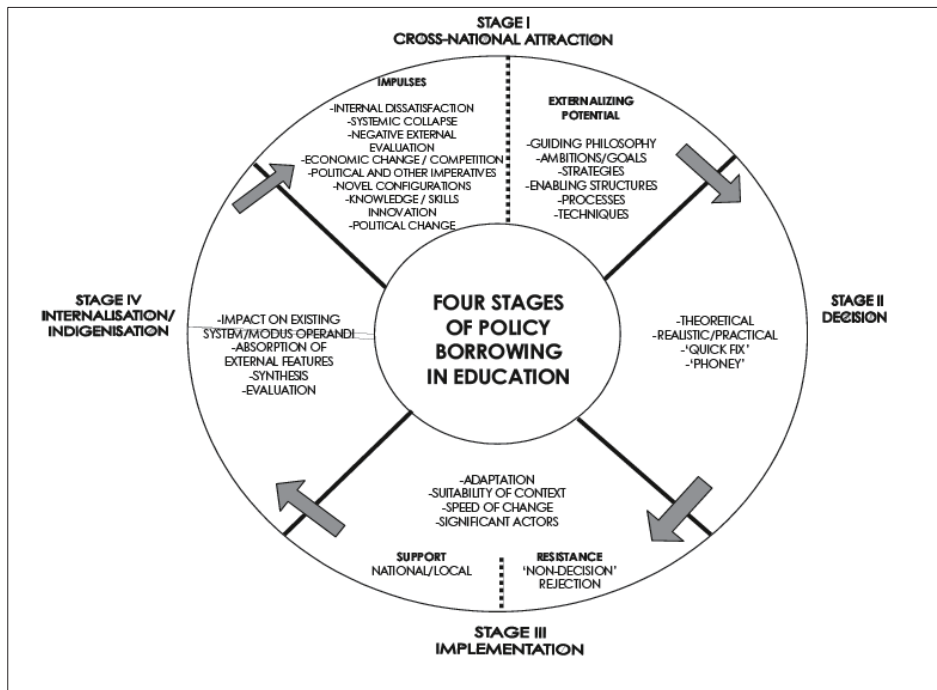 STAGE I
CROSS-NATIONAL ATTRACTION
IMPULSES
-INTERNAL DISSATISFACTION
-SYSTEMIC COLLAPSE
-NEGATIVE EXTERNAL
EVALUATION
-ECONOMIC CHANGE / COMPETITION
-POLITICAL AND OTHER IMPERATIVES
-NOVEL CONFIGURATIONS
-KNOWLEDGE / SKILLS
INNOVATION
-POLITICAL CHANGE
EXTERNALIZING
POTENTIAL
-GUIDING PHILOSOPHY
-AMBITIONS/GOALS
-STRATEGIES
-ENABLING STRUCTURES
-PROCESSES
-TECHNIQUES
FOUR STAGES
OF POLICY
BORROWING
IN EDUCATION
STAGE II
DECISION
-THEORETICAL
-REALISTIC/PRACTICAL
-‘QUICK FIX’
-‘PHONEY’
-ADAPTATION
-SUITABILITY OF CONTEXT
-SPEED OF CHANGE
-SIGNIFICANT ACTORS
SUPPORT
NATIONAL/LOCAL
RESISTANCE
‘NON-DECISION’
REJECTION
STAGE III
IMPLEMENTATION
STAGE IV
INTERNALISATION/
INDIGENISATION
-IMPACT ON EXISTING
SYSTEM/MODUS OPERANDI
-ABSORPTION OF
EXTERNAL FEATURES
-SYNTHESIS
-EVALUATION